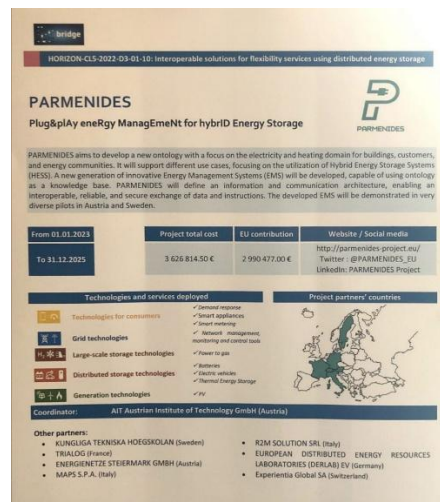 bridge
HORIZON-CL5-2022-D3-01-10: Interoperable solutions for flexibility services using distributed energy storage
PARMENIDES
Plug&plAy eneRgy ManagEmeNt for hybrID Energy Storage
PARMENIDES
PARMENIDES aims to develop a new ontology with a focus on the electricity and heating domain for buildings, customers,
and energy communities. It will support different use cases, focusing on the utilization of Hybrid Energy Storage Systems
(HESS). A new generation of innovative Energy Management Systems (EMS) will be developed, capable of using ontology
as a knowledge base. PARMENIDES will define an information and communication architecture, enabling an
interoperable, reliable, and secure exchange of data and instructions. The developed EMS will be demonstrated in very
diverse pilots in Austria and Sweden.
From 01.01.2023
To 31.12.2025
Project total cost
3 626 814.50 €
EU contribution
2 990 477.00 €
Website / Social media
http://parmenides-project.eu/
Twitter : @PARMENIDES_EU
LinkedIn: PARMENIDES Project
Technologies and services deployed
Technologies for consumers
✓ Demand response
✓ Smart appliances
✓ Smart metering
Grid technologies
✓ Network management,
monitoring and control tools
H₂
Large-scale storage technologies
✓ Power to gas
Distributed storage technologies
✓ Batteries
✓ Electric vehicles
✓ Thermal Energy Storage
Generation technologies
✓ PV
Project partners' countries
Coordinator: AIT Austrian Institute of Technology GmbH (Austria)
Other partners:
• KUNGLIGA TEKNISKA HOEGSKOLAN (Sweden)
• TRIALOG (France)
• ENERGIENETZE STEIERMARK GMBH (Austria)
• MAPS S.P.A. (Italy)
• R2M SOLUTION SRL (Italy)
• EUROPEAN DISTRIBUTED ENERGY RESOURCES
LABORATORIES (DERLAB) EV (Germany)
• Experientia Global SA (Switzerland)